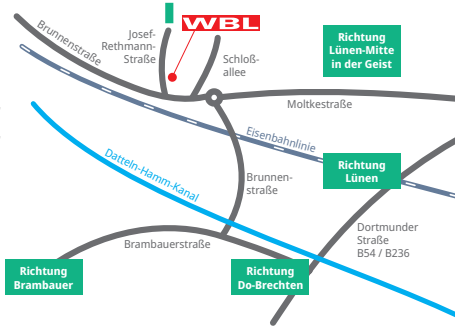 WBL
Brunnenstraße
Josef-
Rethmann-
Straße
Schloß-
allee
Richtung
Lünen-Mitte
in der Geist
Moltkestraße
Eisenbahnlinie
Datteln-Hamm-Kanal
Brunnen-
straße
Richtung
Lünen
Dortmunder
Straße
B54 / B236
Brambauerstraße
Richtung
Brambauer
Richtung
Do-Brechten